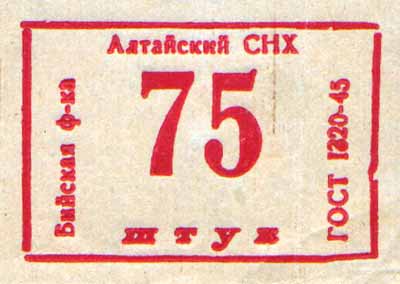 Алтайский СНХ
Бийская ф-ка
75
ГОСТ 1820-45
штук